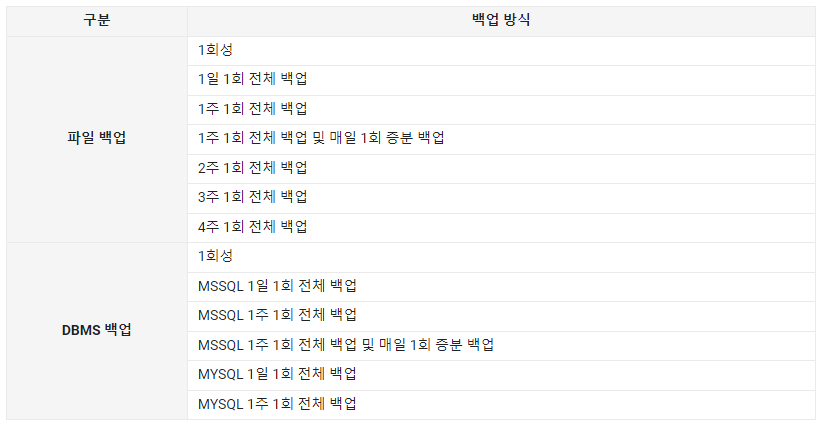 구분 백업 방식
파일 백업
1회성
1일 1회 전체 백업
1주 1회 전체 백업
1주 1회 전체 백업 및 매일 1회 증분 백업
2주 1회 전체 백업
3주 1회 전체 백업
4주 1회 전체 백업
DBMS 백업
1회성
MSSQL 1일 1회 전체 백업
MSSQL 1주 1회 전체 백업
MSSQL 1주 1회 전체 백업 및 매일 1회 증분 백업
MYSQL 1일 1회 전체 백업
MYSQL 1주 1회 전체 백업